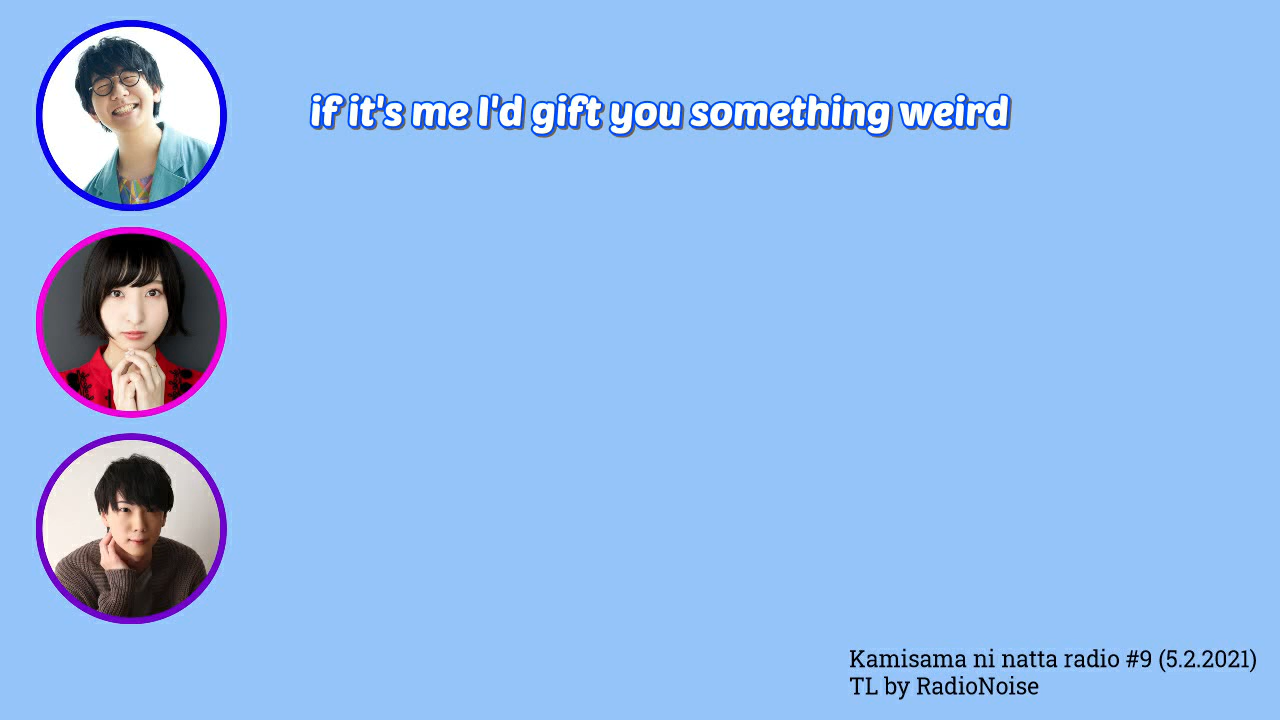 if it's me I'd gift you something weird
Kamisama ni natta radio #9 (5.2.2021)
TL by RadioNoise